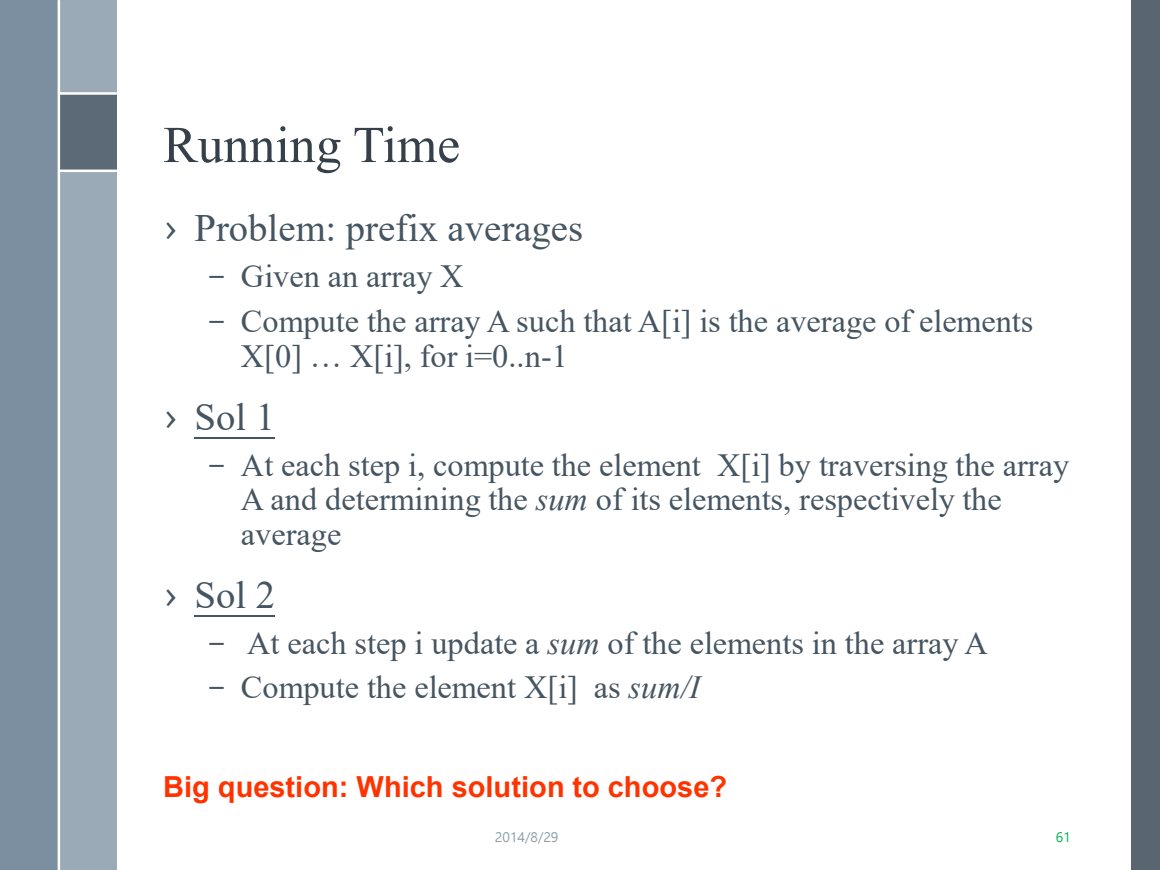 Running Time
› Problem: prefix averages
– Given an array X
– Compute the array A such that A[i] is the average of elements
X[0] … X[i], for i=0..n-1
› Sol 1
– At each step i, compute the element  X[i] by traversing the array
A and determining the sum of its elements, respectively the
average
› Sol 2
–  At each step i update a sum of the elements in the array A
– Compute the element X[i]  as sum/I
Big question: Which solution to choose?
2014/8/29
61